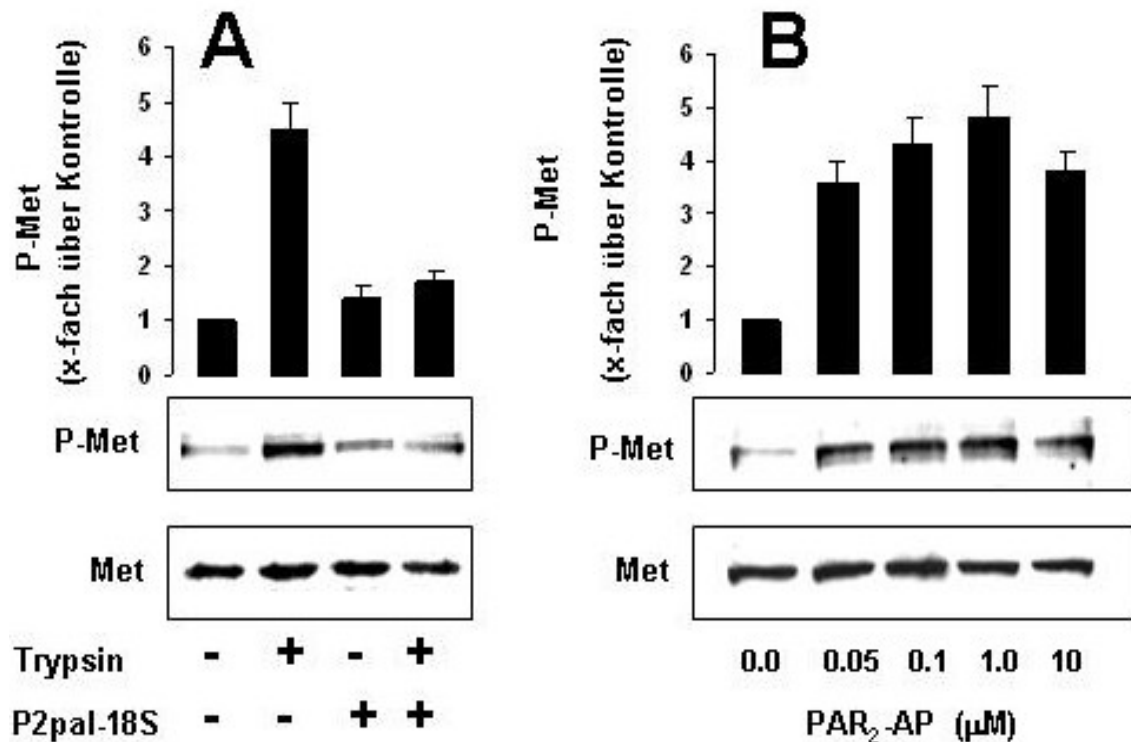 A
P-Met
(x-fach über Kontrolle)
6
5
4
3
2
1
0
P-Met
Met
Trypsin - + - +
P2pal-18S - - + +
B
P-Met
(x-fach über Kontrolle)
6
5
4
3
2
1
0
P-Met
Met
0.0 0.05 0.1 1.0 10
PAR₂-AP (µM)